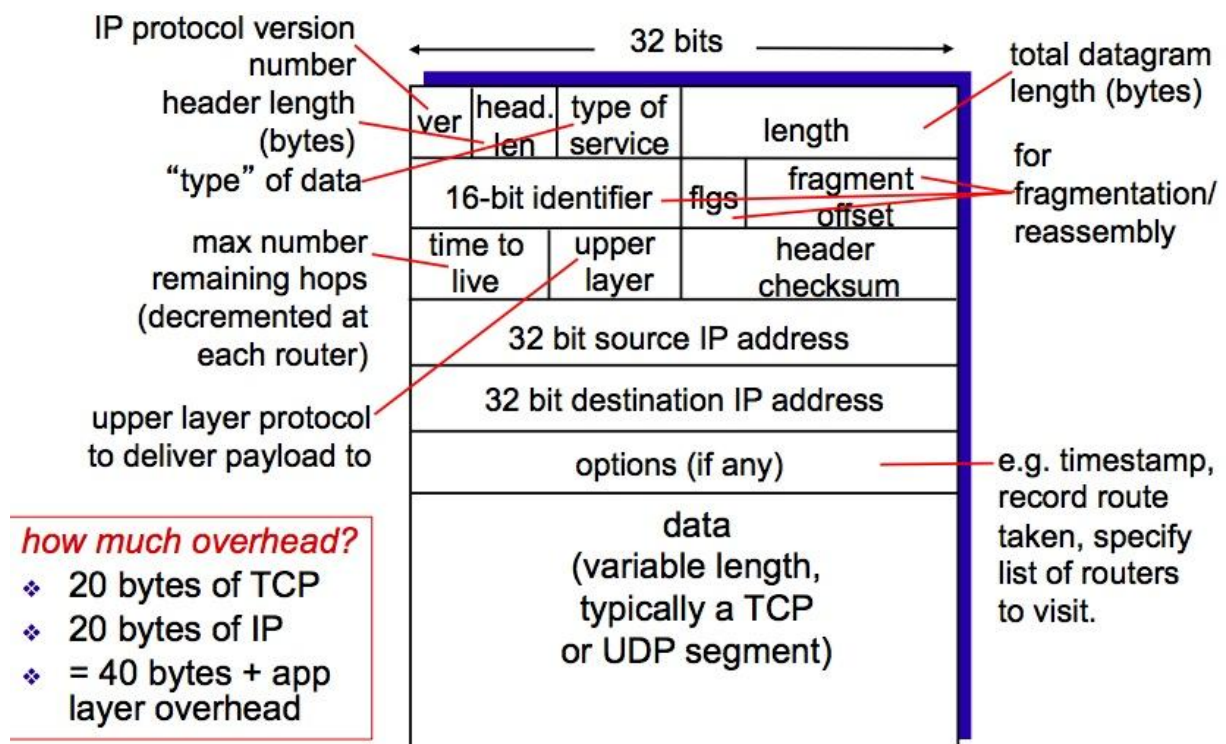 IP protocol version
number
header length
(bytes)
“type” of data
max number
remaining hops
(decremented at
each router)
upper layer protocol
to deliver payload to
how much overhead?
❖ 20 bytes of TCP
❖ 20 bytes of IP
❖ = 40 bytes + app
layer overhead
32 bits
ver
head.
len
type of
service
length
16-bit identifier
flgs
fragment
offset
time to
live
upper
layer
header
checksum
32 bit source IP address
32 bit destination IP address
options (if any)
data
(variable length,
typically a TCP
or UDP segment)
total datagram
length (bytes)
for
fragmentation/
reassembly
e.g. timestamp,
record route
taken, specify
list of routers
to visit.